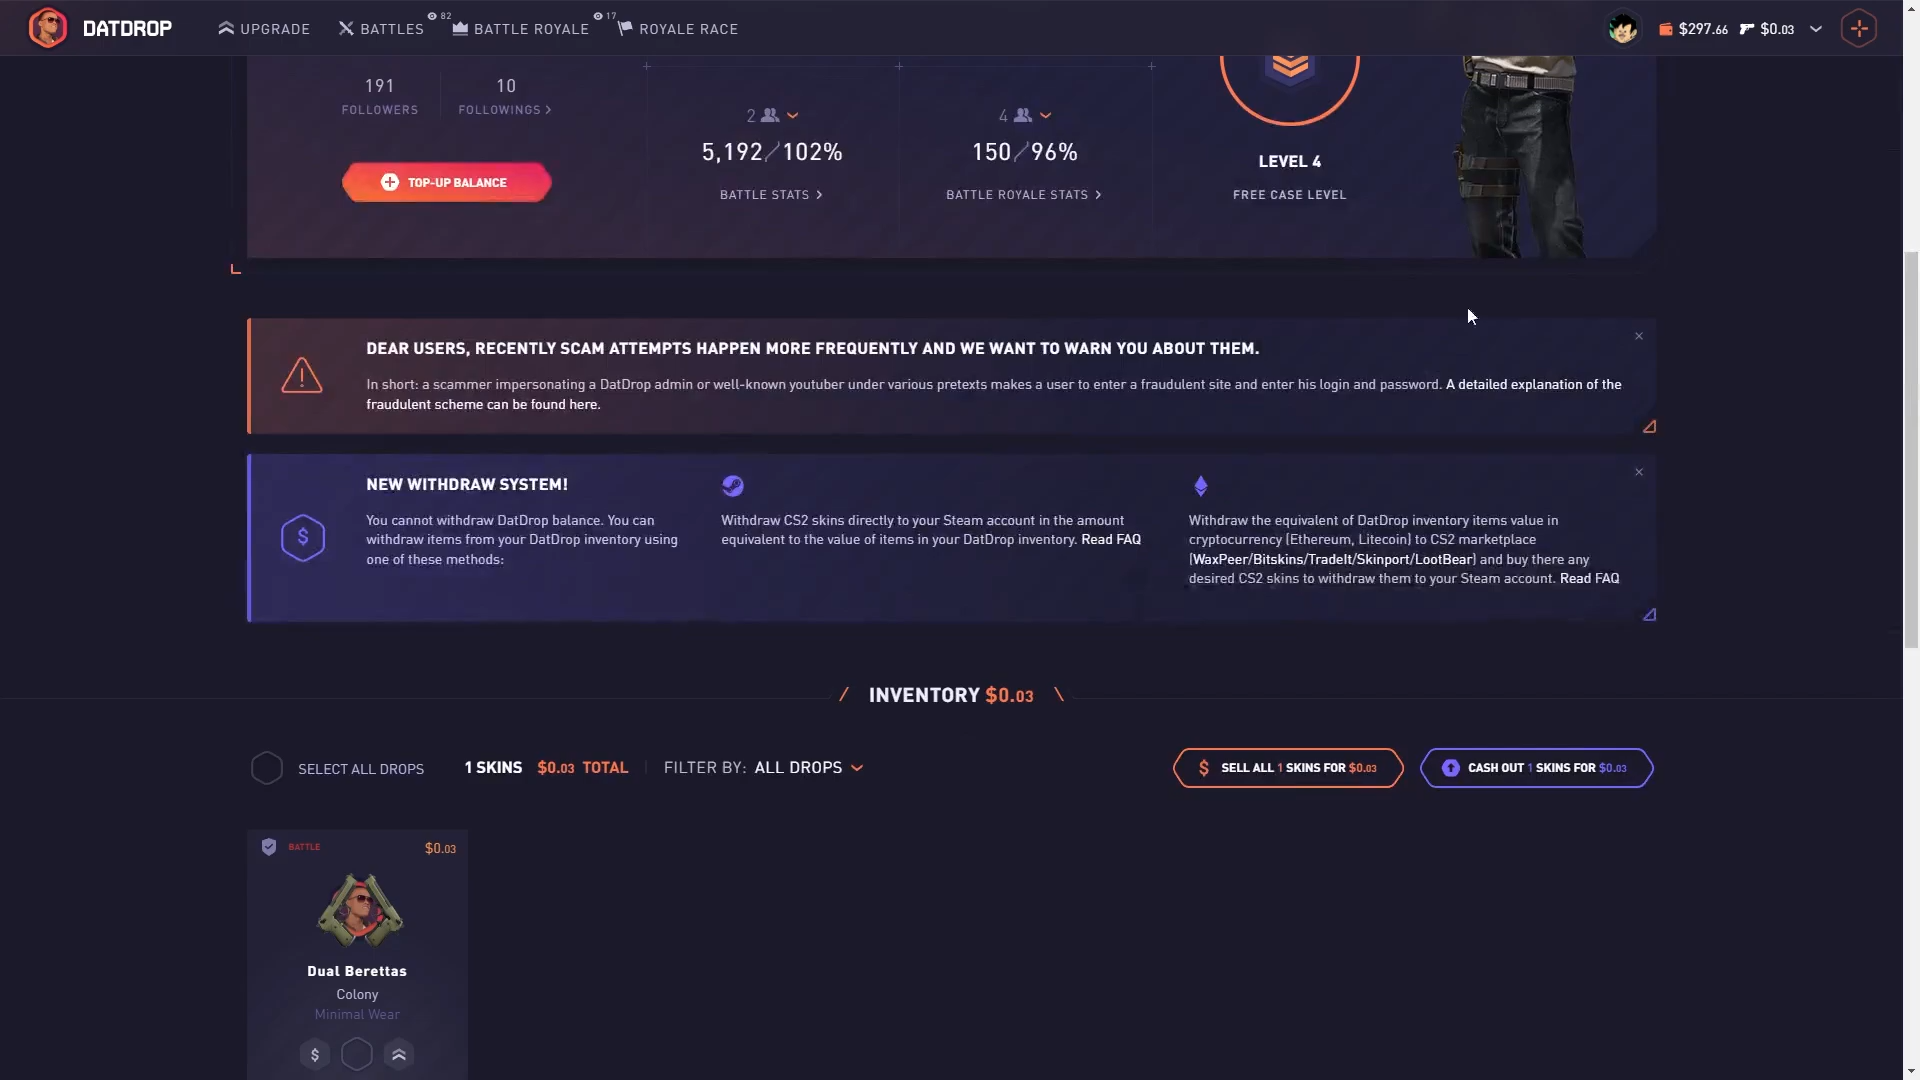 DATDROP
UPGRADE
BATTLES 82
BATTLE ROYALE 17
ROYALE RACE
$297.66
$0.03
191
FOLLOWERS
10
FOLLOWINGS >
TOP-UP BALANCE
2
5,192/102%
BATTLE STATS >
4
150/96%
BATTLE ROYALE STATS >
LEVEL 4
FREE CASE LEVEL
DEAR USERS, RECENTLY SCAM ATTEMPTS HAPPEN MORE FREQUENTLY AND WE WANT TO WARN YOU ABOUT THEM.
In short: a scammer impersonating a DatDrop admin or well-known youtuber under various pretexts makes a user to enter a fraudulent site and enter his login and password. A detailed explanation of the
fraudulent scheme can be found here.
NEW WITHDRAW SYSTEM!
You cannot withdraw DatDrop balance. You can
withdraw items from your DatDrop inventory using
one of these methods:
Withdraw CS2 skins directly to your Steam account in the amount
equivalent to the value of items in your DatDrop inventory. Read FAQ
Withdraw the equivalent of DatDrop inventory items value in
cryptocurrency (Ethereum, Litecoin) to CS2 marketplace
(WaxPeer/Bitskins/TradeIt/Skinport/LootBear) and buy there any
desired CS2 skins to withdraw them to your Steam account. Read FAQ
/ INVENTORY $0.03 \
SELECT ALL DROPS
1 SKINS $0.03 TOTAL
FILTER BY: ALL DROPS
$ SELL ALL 1 SKINS FOR $0.03
CASH OUT 1 SKINS FOR $0.03
BATTLE
$0.03
Dual Berettas
Colony
Minimal Wear
$